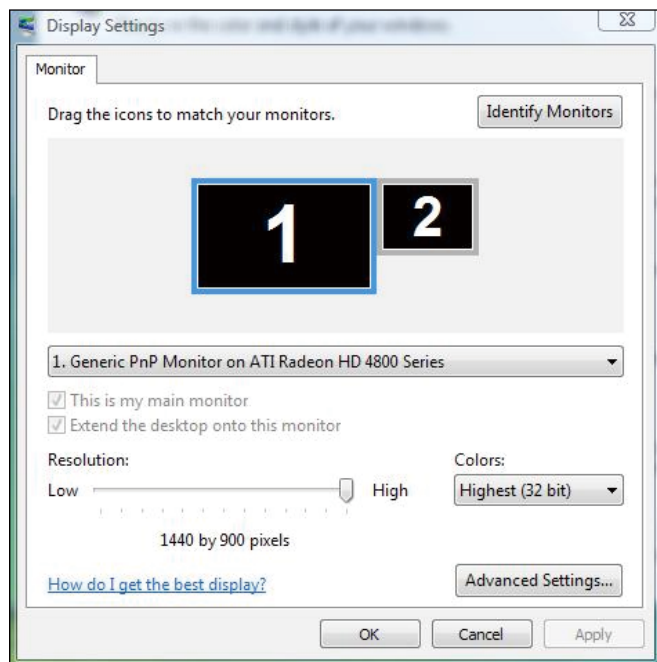 Display Settings
Monitor
Drag the icons to match your monitors.
Identify Monitors
1
2
1. Generic PnP Monitor on ATI Radeon HD 4800 Series
This is my main monitor
Extend the desktop onto this monitor
Resolution:
Colors:
Low
High
Highest (32 bit)
1440 by 900 pixels
How do I get the best display?
Advanced Settings...
OK
Cancel
Apply